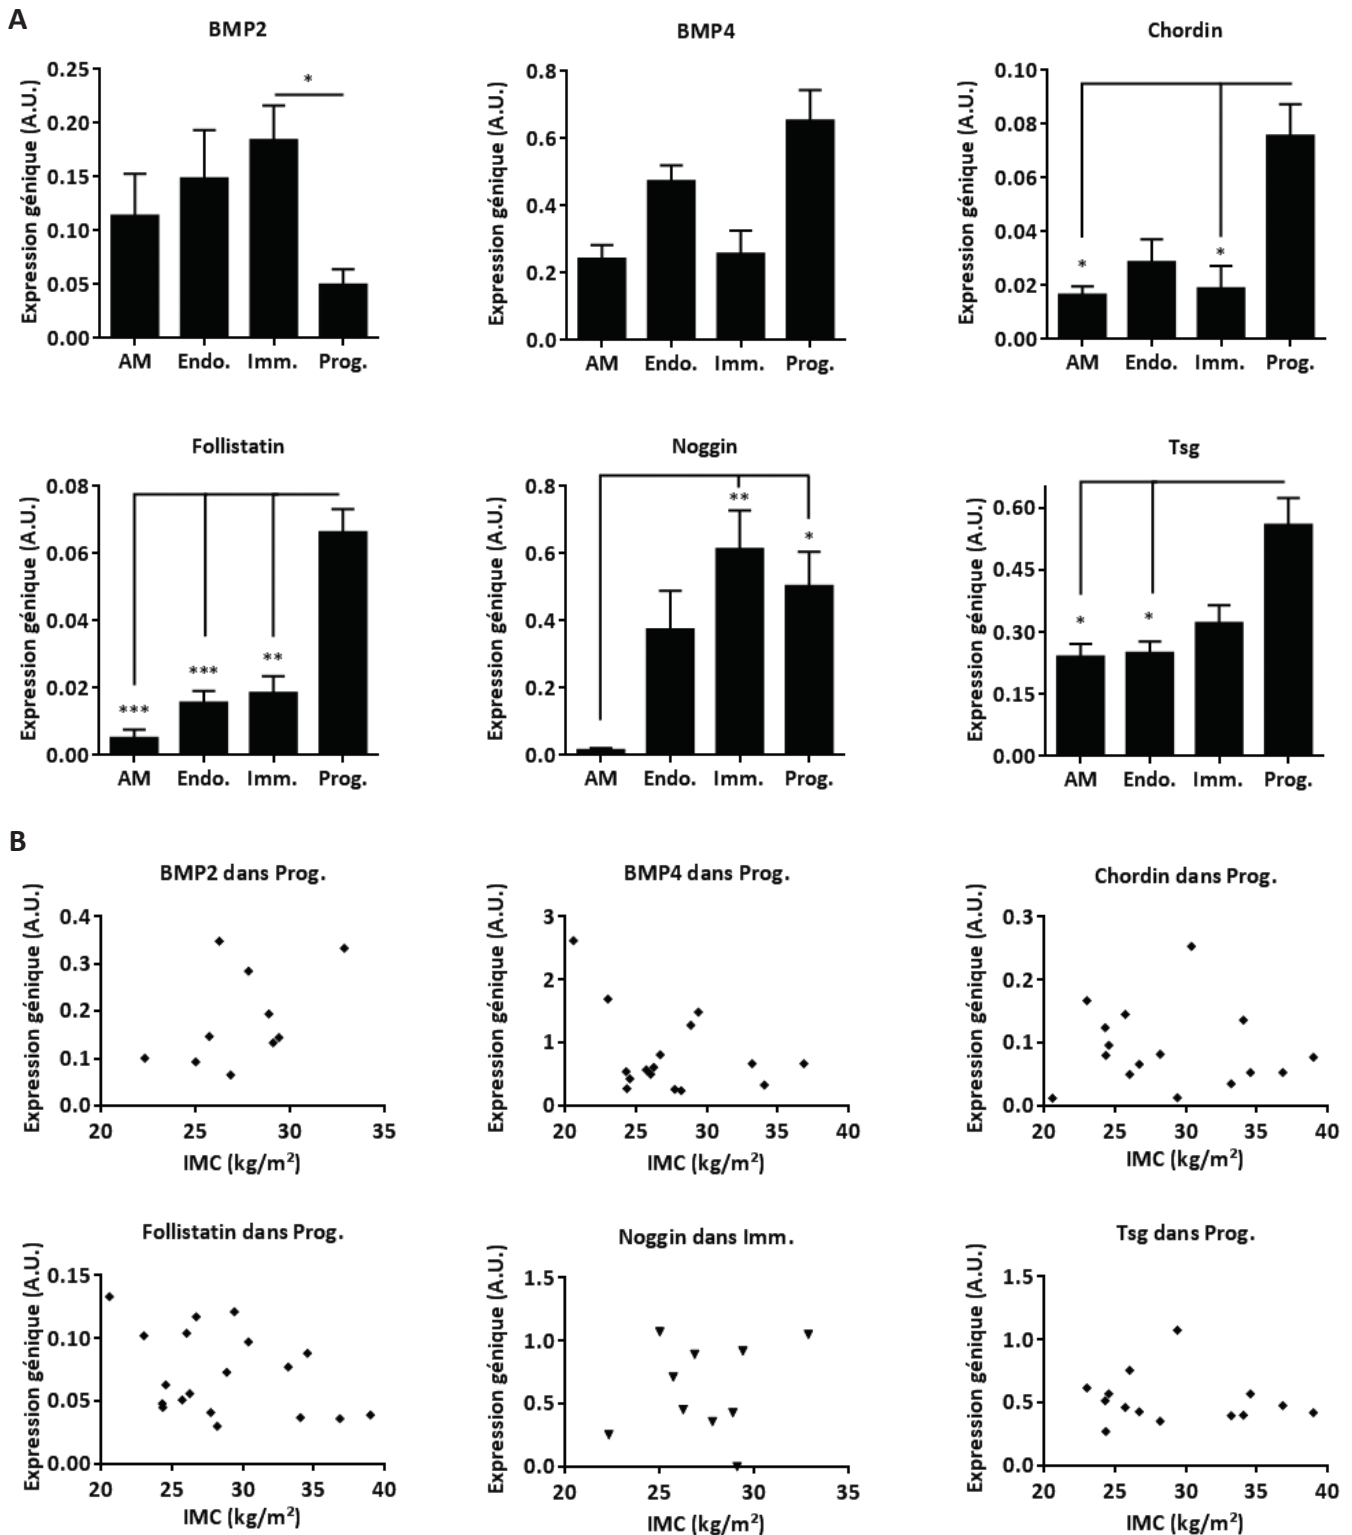 A
BMP2
Expression génique (A.U.)
0.25
0.20
0.15
0.10
0.05
0.00
*
AM Endo. Imm. Prog.
BMP4
Expression génique (A.U.)
0.8
0.6
0.4
0.2
0.0
AM Endo. Imm. Prog.
Chordin
Expression génique (A.U.)
0.10
0.08
0.06
0.04
0.02
0.00
* *
AM Endo. Imm. Prog.
Follistatin
Expression génique (A.U.)
0.08
0.06
0.04
0.02
0.00
*** *** **
AM Endo. Imm. Prog.
Noggin
Expression génique (A.U.)
0.8
0.6
0.4
0.2
0.0
** *
AM Endo. Imm. Prog.
Tsg
Expression génique (A.U.)
0.60
0.45
0.30
0.15
0.00
* *
AM Endo. Imm. Prog.
B
BMP2 dans Prog.
Expression génique (A.U.)
0.4
0.3
0.2
0.1
0.0
20 25 30 35
IMC (kg/m²)
BMP4 dans Prog.
Expression génique (A.U.)
3
2
1
0
20 25 30 35 40
IMC (kg/m²)
Chordin dans Prog.
Expression génique (A.U.)
0.3
0.2
0.1
0.0
20 25 30 35 40
IMC (kg/m²)
Follistatin dans Prog.
Expression génique (A.U.)
0.15
0.10
0.05
0.00
20 25 30 35 40
IMC (kg/m²)
Noggin dans Imm.
Expression génique (A.U.)
1.5
1.0
0.5
0.0
20 25 30 35
IMC (kg/m²)
Tsg dans Prog.
Expression génique (A.U.)
1.5
1.0
0.5
0.0
20 25 30 35 40
IMC (kg/m²)